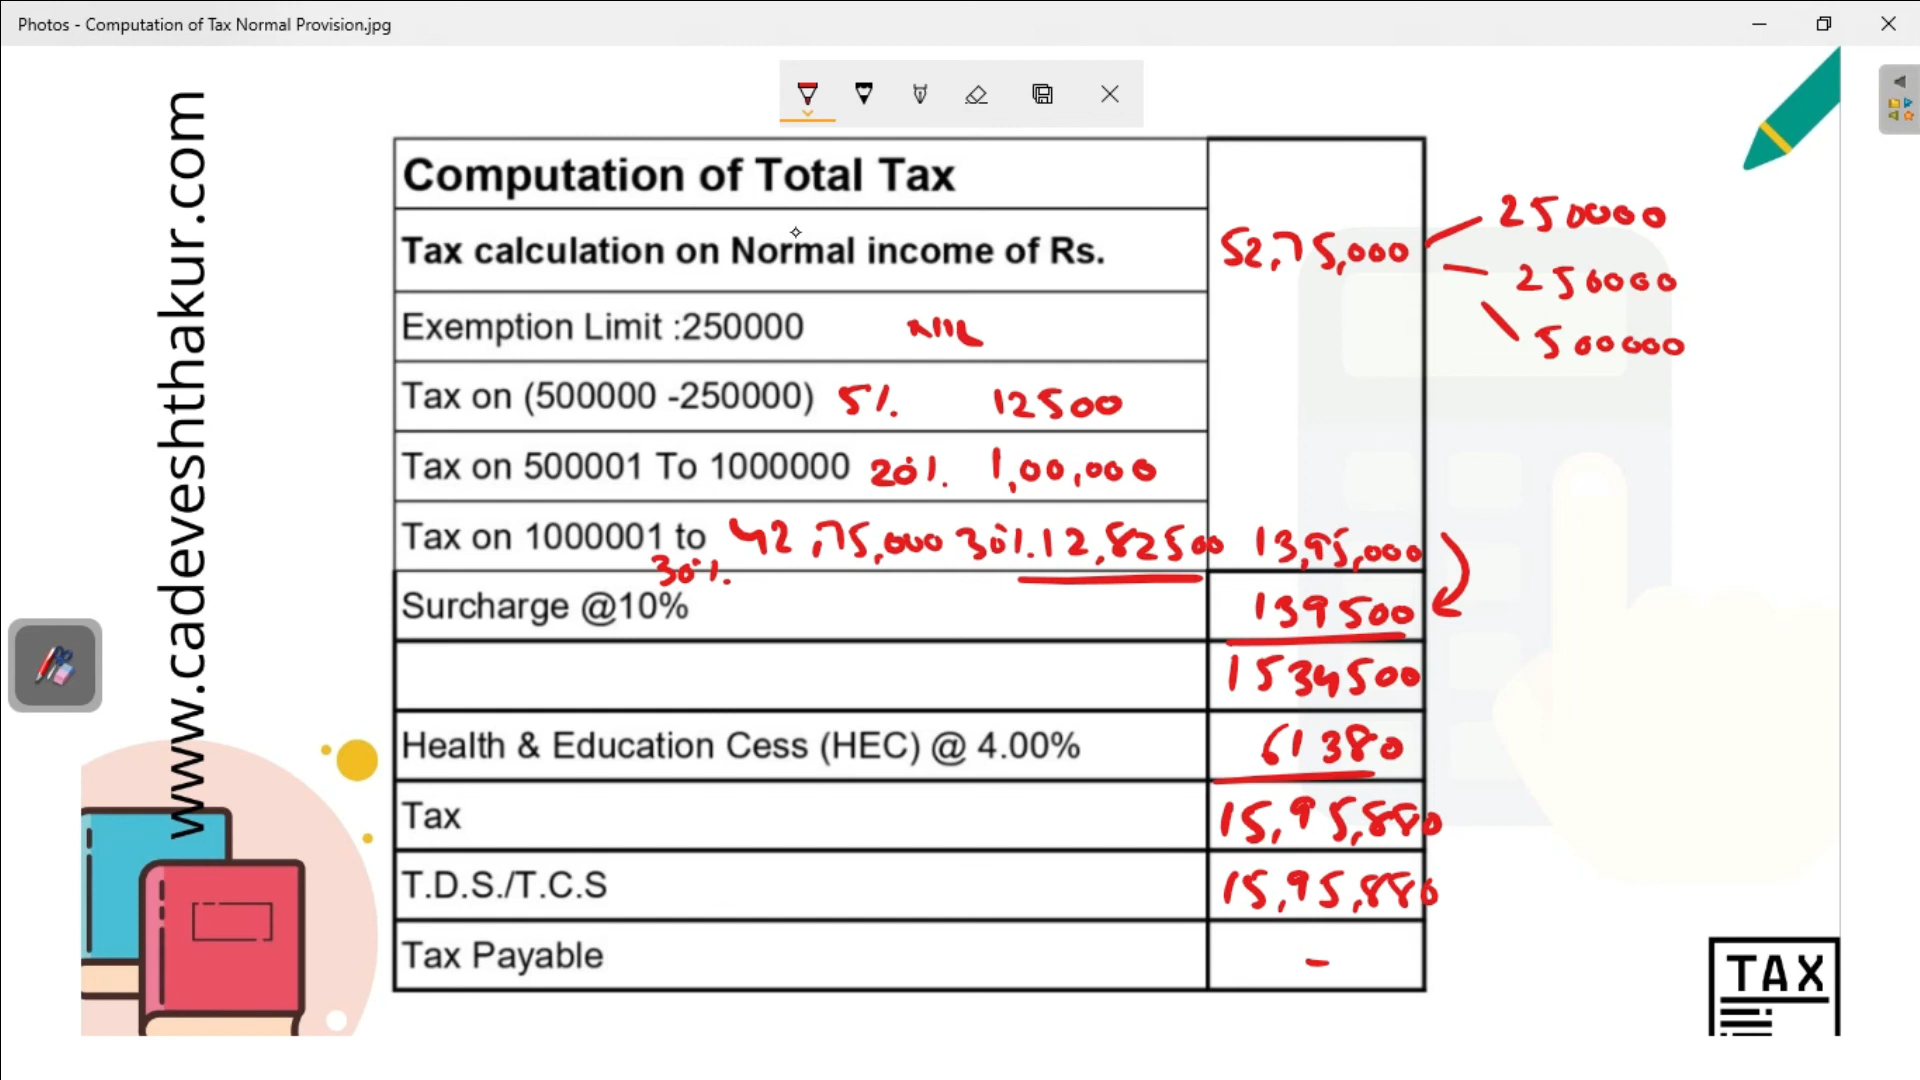 Photos - Computation of Tax Normal Provision.jpg
www.cadeveshthakur.com
Computation of Total Tax
Tax calculation on Normal income of Rs. 52,75,000
250000
250000
500000
Exemption Limit :250000
Tax on (500000 -250000) 5% 12500
Tax on 500001 To 1000000 20% 1,00,000
Tax on 1000001 to 42,75,000 30% 12,82500 13,95,000
30%
Surcharge @10% 139500
1534500
Health & Education Cess (HEC) @ 4.00% 61380
Tax 15,95,880
T.D.S./T.C.S 15,95,880
Tax Payable -
TAX